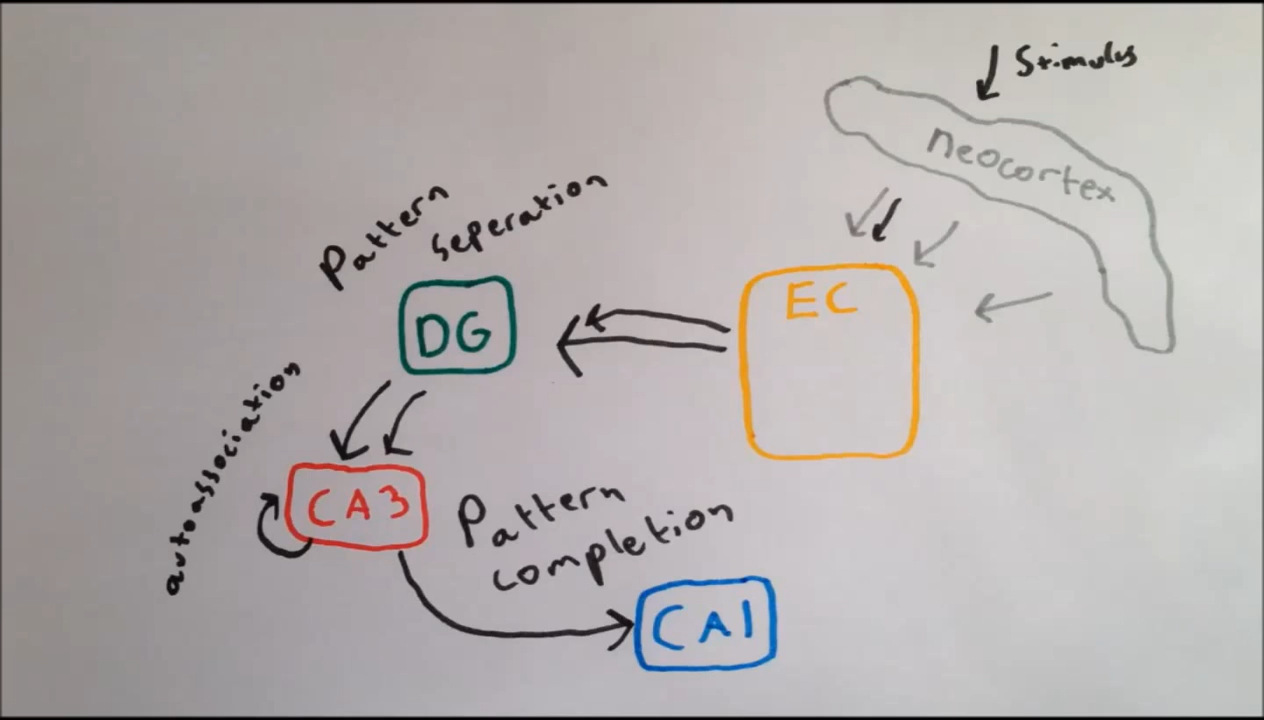 Stimulus
neocortex
Pattern
seperation
EC
DG
autoassociation
CA3
Pattern
completion
CA1